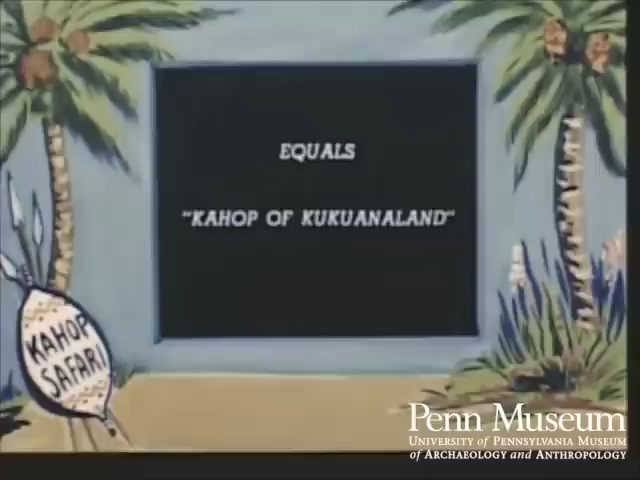 EQUALS
"KAHOP OF KUKUANALAND"
KAHOP
SAFARI
Penn Museum
UNIVERSITY of PENNSYLVANIA MUSEUM
of ARCHAEOLOGY and ANTHROPOLOGY